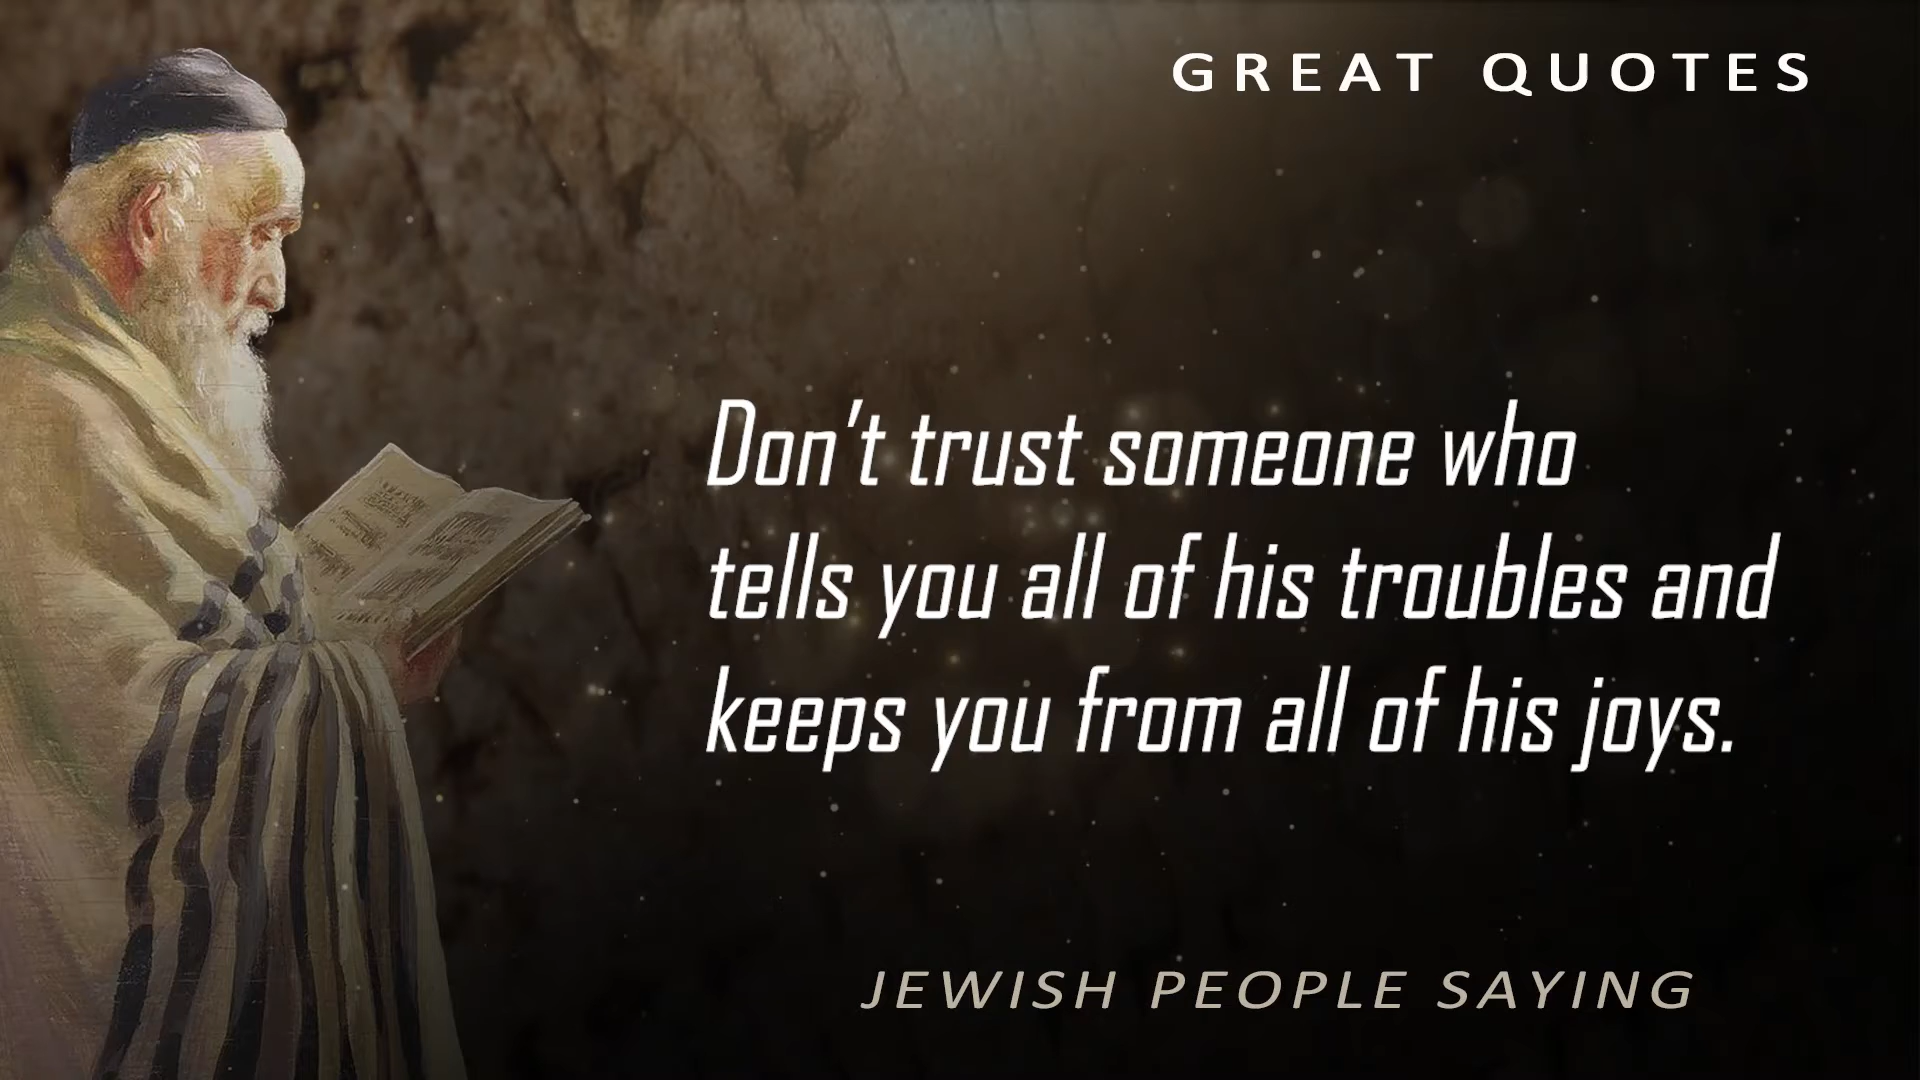 GREAT QUOTES
Don't trust someone who
tells you all of his troubles and
keeps you from all of his joys.
JEWISH PEOPLE SAYING